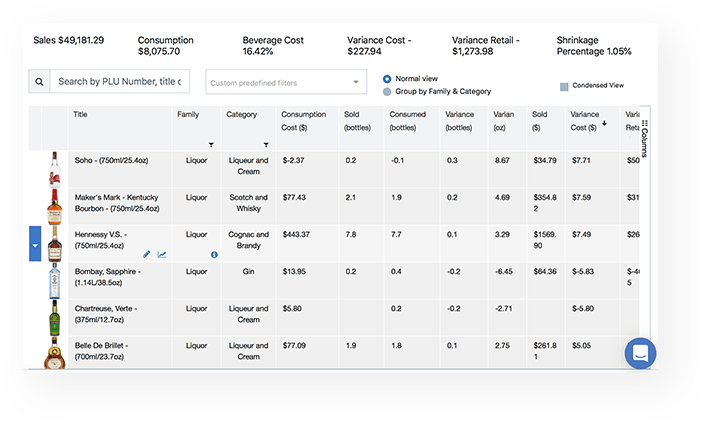 Sales $49,181.29 Consumption Beverage Cost Variance Cost - Variance Retail - Shrinkage
$8,075.70 16.42% $227.94 $1,273.98 Percentage 1.05%
Search by PLU Number, title c Custom predefined filters Normal view
Group by Family & Category Condensed View
Title Family Category Consumption Sold Consumed Variance Varian Sold Variance Varia
Cost ($) (bottles) (bottles) (bottles) (oz) ($) Cost ($) Reta
Columns
Soho - (750ml/25.4oz) Liquor Liqueur and $-2.37 0.2 -0.1 0.3 8.67 $34.79 $7.71 $50
Cream
Maker's Mark - Kentucky Liquor Scotch and $77.43 2.1 1.9 0.2 4.69 $354.8 $7.59 $31
Bourbon - (750ml/25.4oz) Whisky 82
Hennessy V.S. - Liquor Cognac and $443.37 7.8 7.7 0.1 3.29 $1569. $7.49 $26
(750ml/25.4oz) Brandy 90
Bombay, Sapphire - Liquor Gin $13.95 0.2 0.4 -0.2 -6.45 $64.36 $-5.83
(1.14L/38.5oz) 5
Chartreuse, Verte - Liquor Liqueur and $5.80 0.2 -0.2 -2.71 $-5.80
(375ml/12.7oz) Cream
Belle De Brillet - Liquor Liqueur and $77.09 1.9 1.8 0.1 2.75 $261.8 $5.05
(700ml/23.7oz) Cream 81